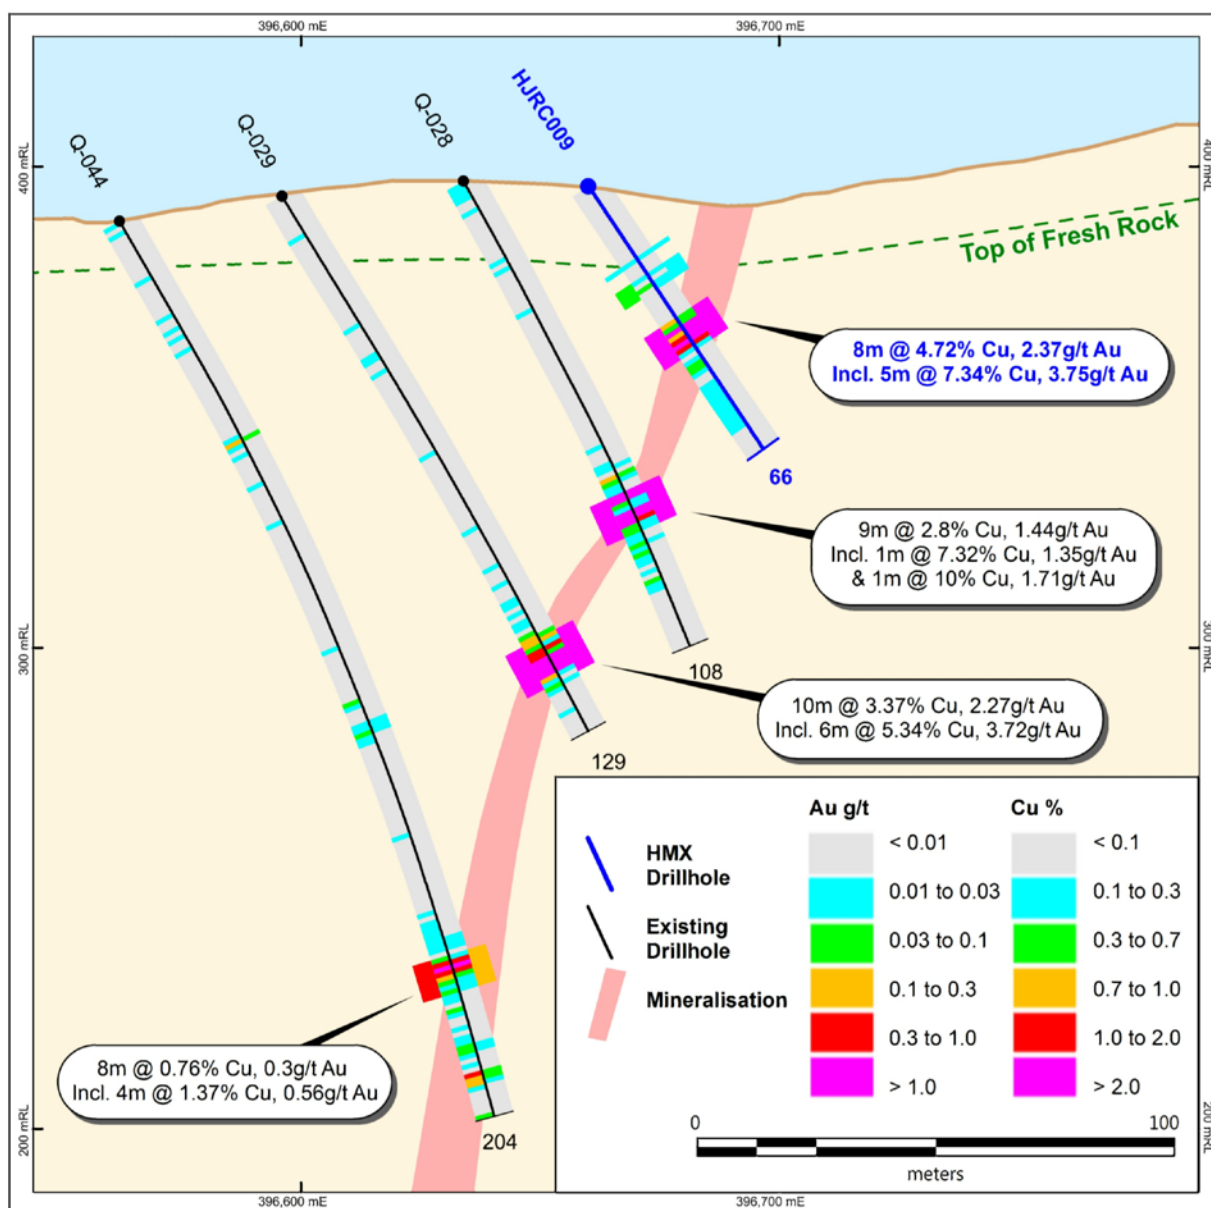 396,600 mE
396,700 mE
Q-044
Q-029
Q-028
HJRC009
400 mRL
400 mRL
Top of Fresh Rock
8m @ 4.72% Cu, 2.37g/t Au
Incl. 5m @ 7.34% Cu, 3.75g/t Au
66
9m @ 2.8% Cu, 1.44g/t Au
Incl. 1m @ 7.32% Cu, 1.35g/t Au
& 1m @ 10% Cu, 1.71g/t Au
300 mRL
300 mRL
108
10m @ 3.37% Cu, 2.27g/t Au
Incl. 6m @ 5.34% Cu, 3.72g/t Au
129
8m @ 0.76% Cu, 0.3g/t Au
Incl. 4m @ 1.37% Cu, 0.56g/t Au
204
HMX
Drillhole
Existing
Drillhole
Mineralisation
Au g/t
< 0.01
0.01 to 0.03
0.03 to 0.1
0.1 to 0.3
0.3 to 1.0
> 1.0
Cu %
< 0.1
0.1 to 0.3
0.3 to 0.7
0.7 to 1.0
1.0 to 2.0
> 2.0
0
100
meters
200 mRL
200 mRL
396,600 mE
396,700 mE